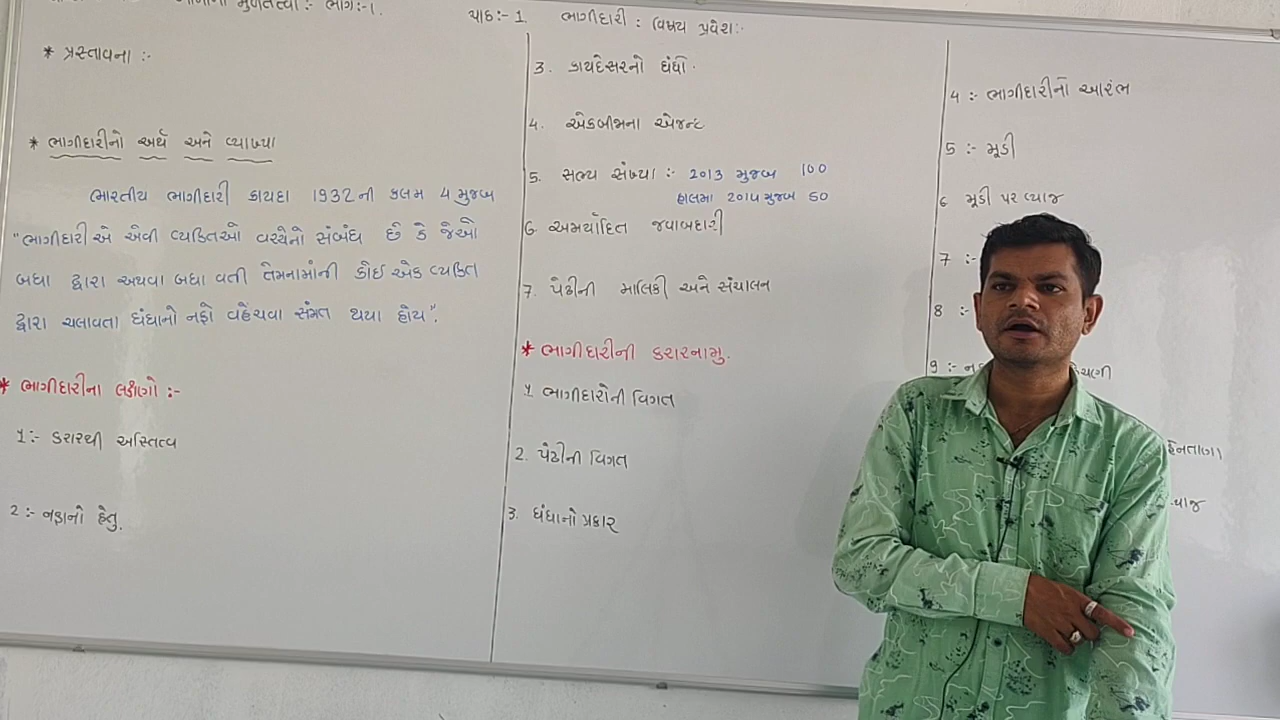 મુળતત્વો :- ભાગ:-1.
પાઠ:- 1. ભાગીદારી : વિષય પ્રવેશ:-
* પ્રસ્તાવના :-
* ભાગીદારીનો અર્થ અને વ્યાખ્યા
ભારતીય ભાગીદારી કાયદા 1932 ની કલમ 4 મુજબ
"ભાગીદારી એ એવી વ્યકિતઓ વચ્ચેનો સંબંધ છે કે જેઓ
બધા દ્વારા અથવા બધા વતી તેમનામાંની કોઈ એક વ્યકિત
દ્વારા ચલાવતા ધંધાનો નફો વહેંચવા સંમત થયા હોય".
* ભાગીદારીના લક્ષણો :-
1:- કરારથી અસ્તિત્વ
2 :- નફાનો હેતુ.
3. કાયદેસરનો ધંધો.
4. એકબીજાના એજન્ટ
5. સભ્ય સંખ્યા :- 2013 મુજબ 100
હાલમા 2014 મુજબ 50
6 અમર્યાદિત જવાબદારી
7. પેઢીની માલિકી અને સંચાલન
* ભાગીદારીની કરારનામુ.
1 ભાગીદારોની વિગત
2. પેઢીની વિગત
3. ધંધાનો પ્રકાર
4 :- ભાગીદારીનો આરંભ
5 :- મૂડી
6 મૂડી પર વ્યાજ
7 :-
8 :-
9 :-